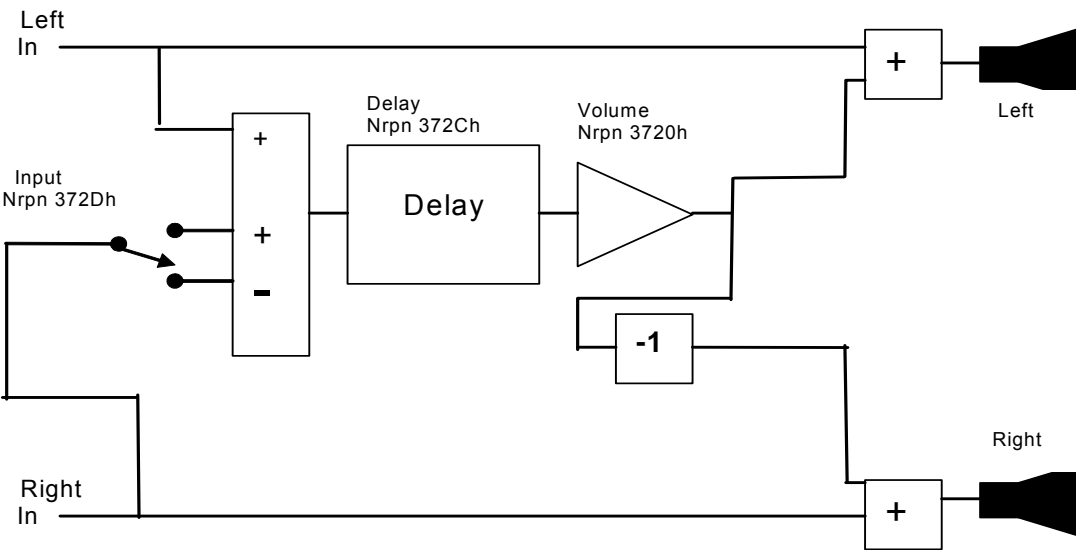 Left
In
+
Delay
Nrpn 372Ch
Volume
Nrpn 3720h
Left
+
Input
Nrpn 372Dh
Delay
+
-
-1
Right
Right
In
+